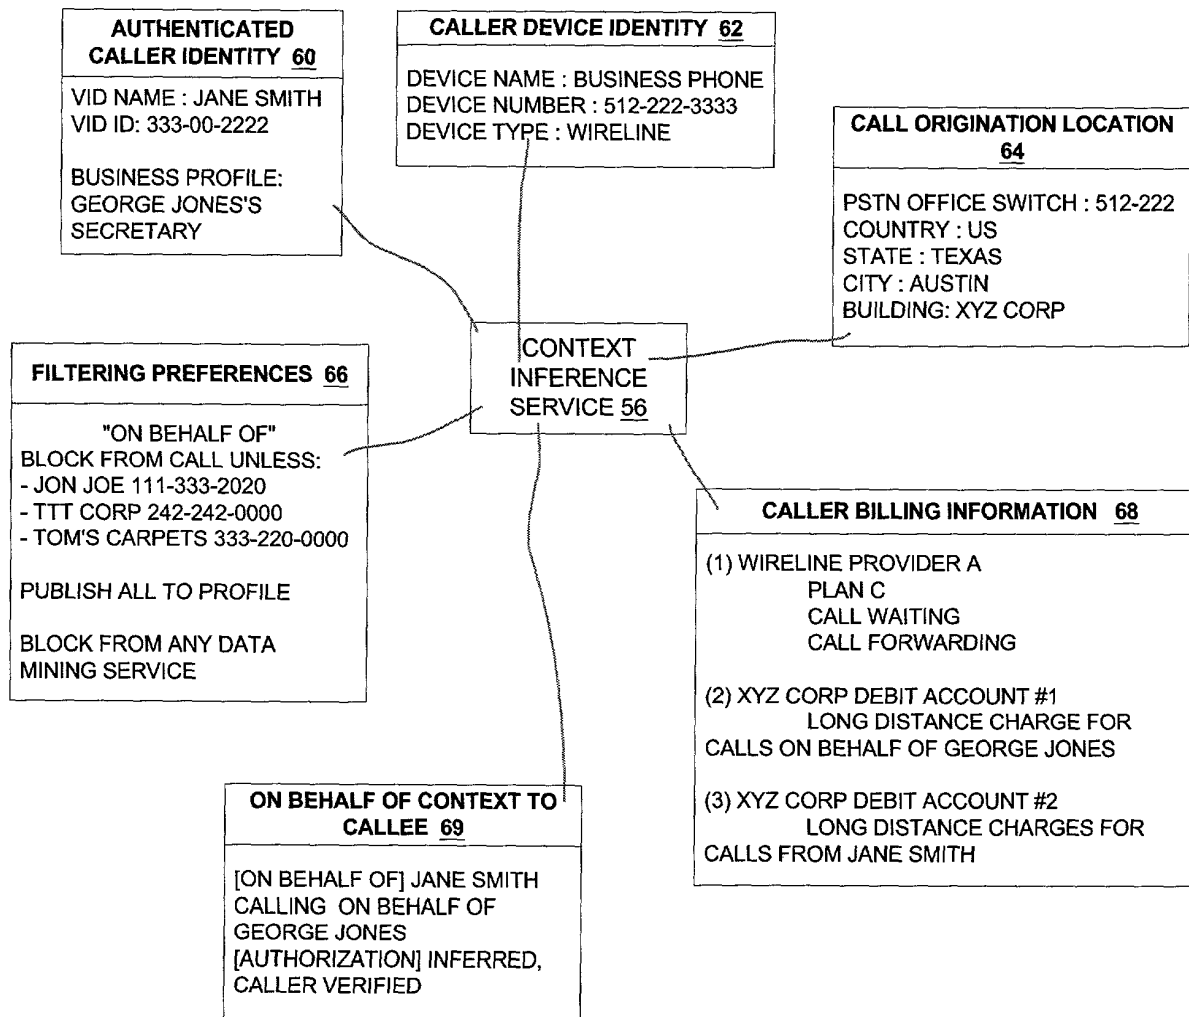 AUTHENTICATED
CALLER IDENTITY 60
VID NAME : JANE SMITH
VID ID: 333-00-2222
BUSINESS PROFILE:
GEORGE JONES'S
SECRETARY
CALLER DEVICE IDENTITY 62
DEVICE NAME : BUSINESS PHONE
DEVICE NUMBER : 512-222-3333
DEVICE TYPE : WIRELINE
CALL ORIGINATION LOCATION
64
PSTN OFFICE SWITCH : 512-222
COUNTRY : US
STATE : TEXAS
CITY : AUSTIN
BUILDING: XYZ CORP
CONTEXT
INFERENCE
SERVICE 56
FILTERING PREFERENCES 66
"ON BEHALF OF"
BLOCK FROM CALL UNLESS:
- JON JOE 111-333-2020
- TTT CORP 242-242-0000
- TOM'S CARPETS 333-220-0000
PUBLISH ALL TO PROFILE
BLOCK FROM ANY DATA
MINING SERVICE
CALLER BILLING INFORMATION 68
(1) WIRELINE PROVIDER A
PLAN C
CALL WAITING
CALL FORWARDING
(2) XYZ CORP DEBIT ACCOUNT #1
LONG DISTANCE CHARGE FOR
CALLS ON BEHALF OF GEORGE JONES
(3) XYZ CORP DEBIT ACCOUNT #2
LONG DISTANCE CHARGES FOR
CALLS FROM JANE SMITH
ON BEHALF OF CONTEXT TO
CALLEE 69
[ON BEHALF OF] JANE SMITH
CALLING ON BEHALF OF
GEORGE JONES
[AUTHORIZATION] INFERRED,
CALLER VERIFIED